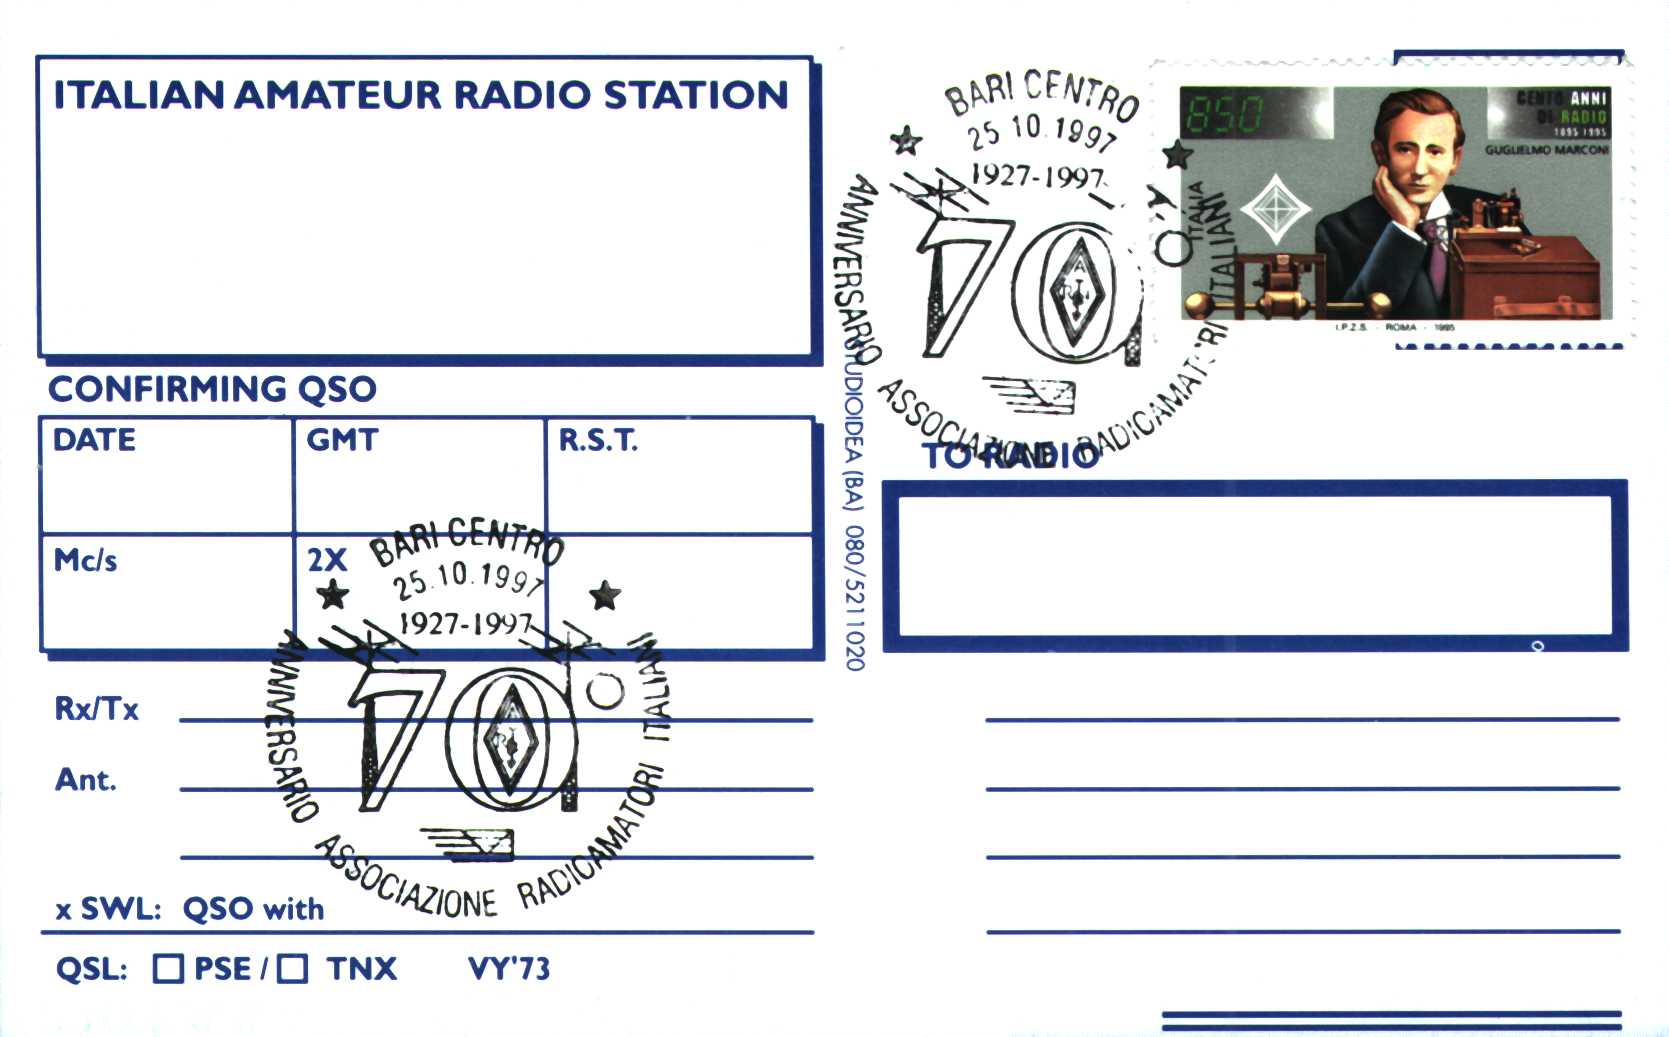 ITALIAN AMATEUR RADIO STATION
CONFIRMING QSO
DATE
GMT
R.S.T.
Mc/s
2X
Rx/Tx
Ant.
x SWL: QSO with
QSL: PSE / TNX VY'73
BARI CENTRO
25.10.1997
1927-1997
70
A
R I
ANNIVERSARIO ASSOCIAZIONE RADIOAMATORI ITALIANI
STUDIOIDEA (BA) 080/5211020
BARI CENTRO
25.10.1997
1927-1997
70
A
R I
ANNIVERSARIO ASSOCIAZIONE RADIOAMATORI ITALIANI
850
CENTO ANNI
DI RADIO
1895 1995
GUGLIELMO MARCONI
ITALIA
I.P.Z.S. - ROMA - 1995
TO RADIO